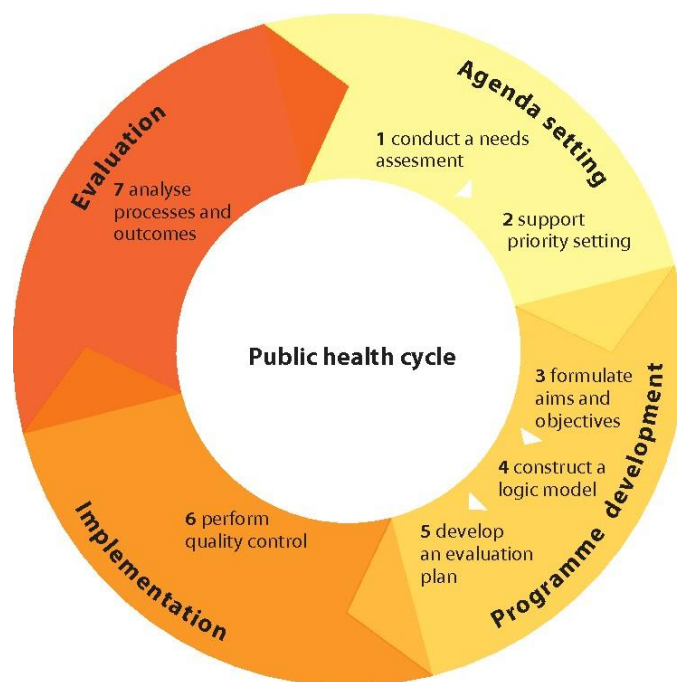 Agenda setting
1 conduct a needs
assesment
2 support
priority setting
Programme development
3 formulate
aims and
objectives
4 construct a
logic model
5 develop
an evaluation
plan
Implementation
6 perform
quality control
Evaluation
7 analyse
processes and
outcomes
Public health cycle